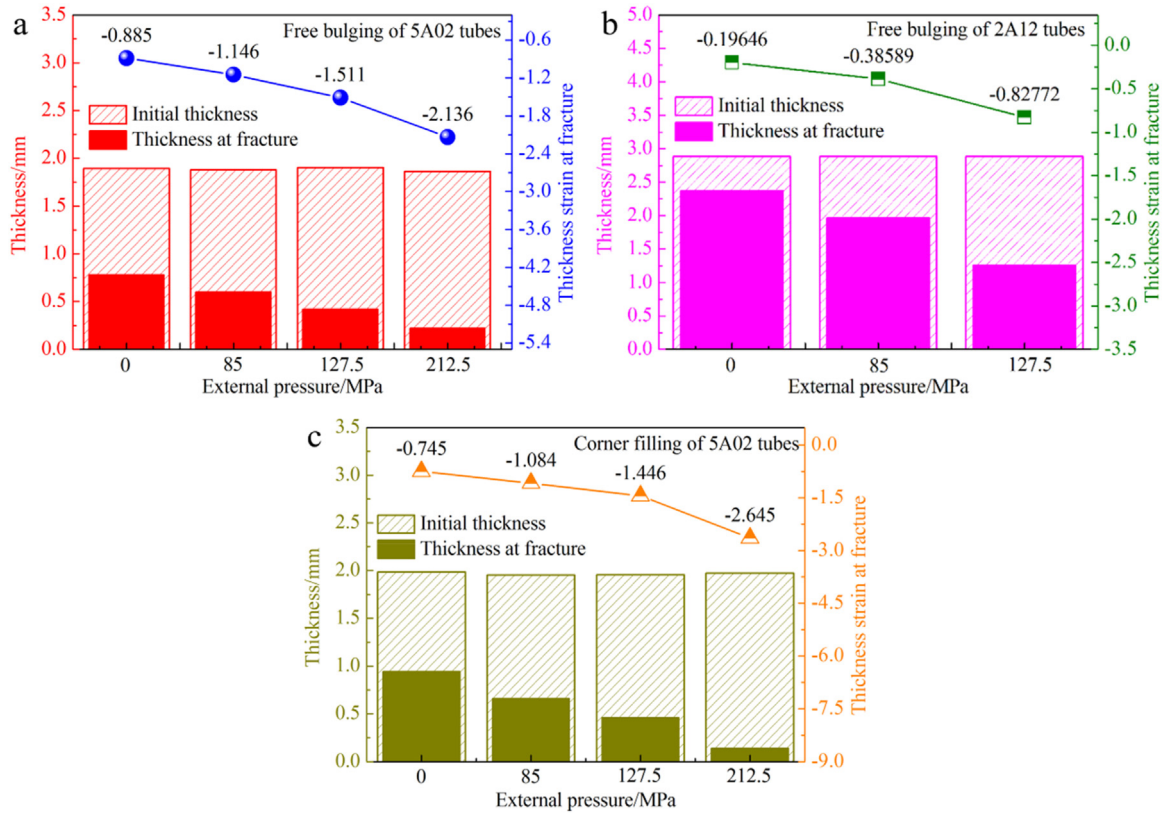 a
Free bulging of 5A02 tubes
-0.885
-1.146
-1.511
-2.136
Initial thickness
Thickness at fracture
Thickness/mm
3.5
3.0
2.5
2.0
1.5
1.0
0.5
0.0
-0.6
-1.2
-1.8
-2.4
-3.0
-3.6
-4.2
-4.8
-5.4
Thickness strain at fracture
0 85 127.5 212.5
External pressure/MPa
b
Free bulging of 2A12 tubes
-0.19646
-0.38589
-0.82772
Initial thickness
Thickness at fracture
Thickness/mm
5.0
4.5
4.0
3.5
3.0
2.5
2.0
1.5
1.0
0.5
0.0
0.0
-0.5
-1.0
-1.5
-2.0
-2.5
-3.0
-3.5
Thickness strain at fracture
0 85 127.5
External pressure/MPa
c
Corner filling of 5A02 tubes
-0.745
-1.084
-1.446
-2.645
Initial thickness
Thickness at fracture
Thickness/mm
3.5
3.0
2.5
2.0
1.5
1.0
0.5
0.0
0.0
-1.5
-3.0
-4.5
-6.0
-7.5
-9.0
Thickness strain at fracture
0 85 127.5 212.5
External pressure/MPa